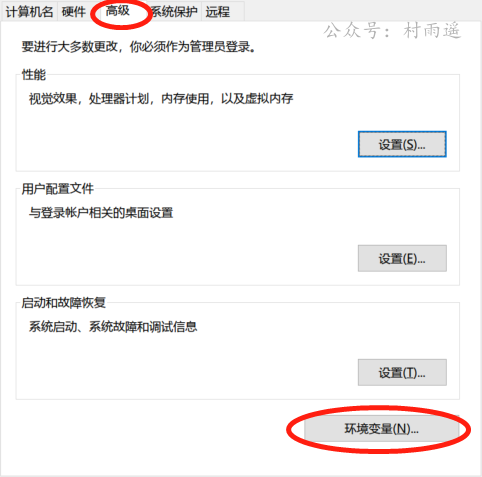 计算机名 硬件 高级 系统保护 远程
公众号：村雨遥
要进行大多数更改，你必须作为管理员登录。
性能
视觉效果，处理器计划，内存使用，以及虚拟内存
设置(S)...
用户配置文件
与登录帐户相关的桌面设置
设置(E)...
启动和故障恢复
系统启动、系统故障和调试信息
设置(T)...
环境变量(N)...